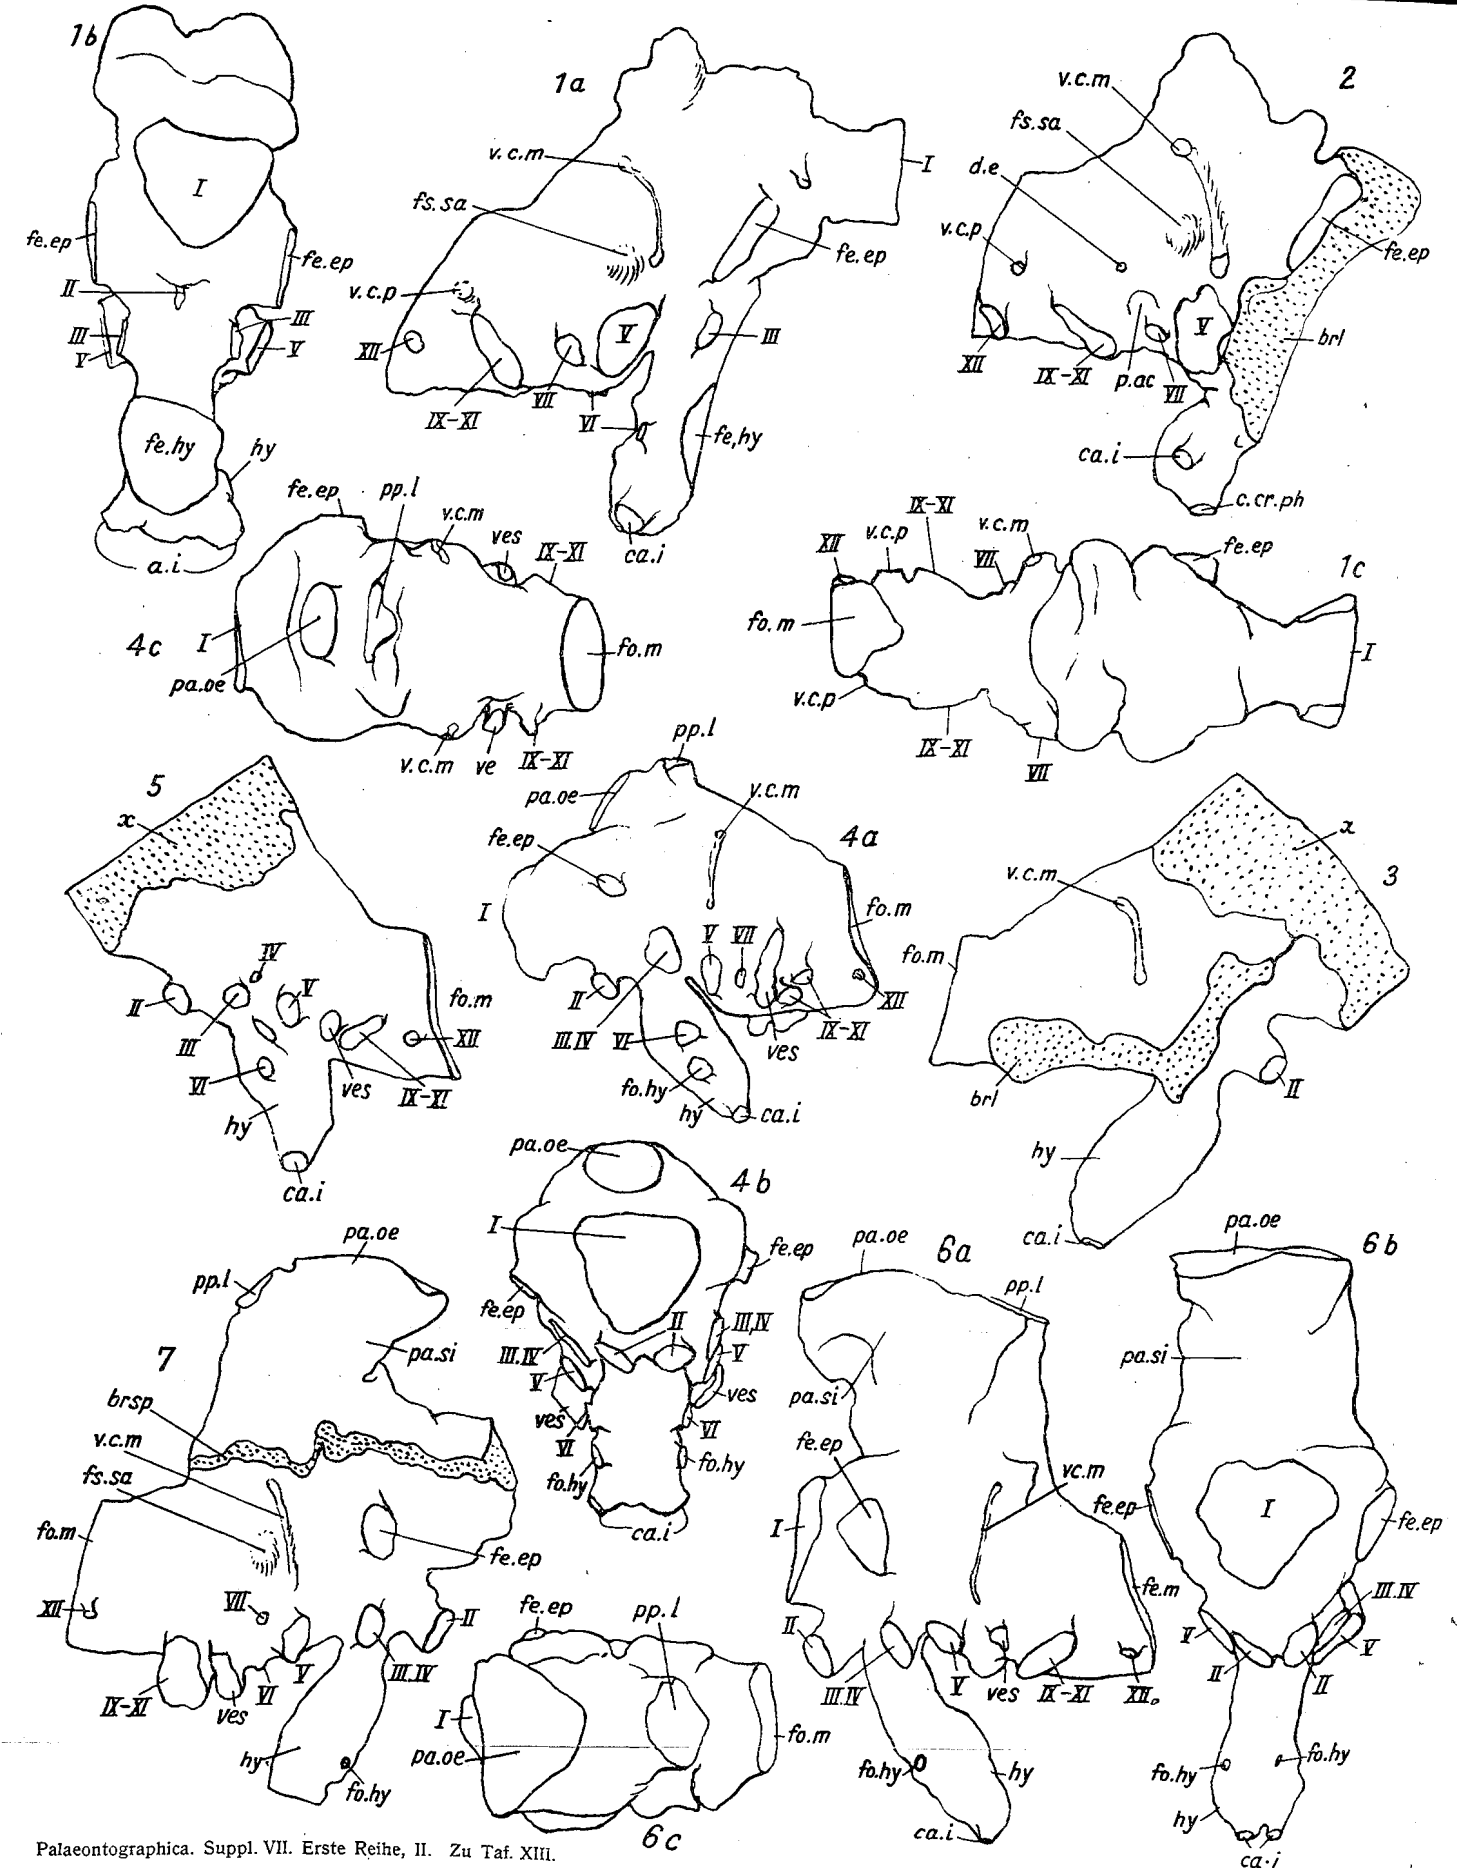 1b
I
fe.ep
fe.ep
II
III
III
V
V
fe.hy
hy
a.i
1a
v.c.m
I
fs.sa
fe.ep
v.c.p
XII
V
III
IX-XI
VII
VI
fe,hy
ca.i
2
v.c.m
fs.sa
d.e
v.c.p
fe.ep
V
brl
XII
IX-XI
p.ac
VII
ca.i
c.cr.ph
fe.ep
pp.l
v.c.m
ves
IX-XI
4c
I
fo.m
pa.oe
v.c.m
ve
IX-XI
IX-XI
XII
v.c.p
v.c.m
VII
fe.ep
1c
fo.m
I
v.c.p
IX-XI
VII
5
x
IV
II
V
III
fo.m
XII
VI
ves
IX-XI
hy
ca.i
pp.l
pa.oe
v.c.m
fe.ep
4a
I
fo.m
V
VII
II
XII
III.IV
VI
IX-XI
ves
fo.hy
hy
ca.i
x
3
v.c.m
fo.m
brl
II
hy
ca.i
pa.oe
4b
I
fe.ep
fe.ep
II
III,IV
III.IV
V
V
ves
ves
VI
VI
fo.hy
fo.hy
ca.i
pa.oe
pp.l
7
pa.si
brsp
v.c.m
fs.sa
fo.m
fe.ep
XII
VII
II
V
III.IV
IX-XI
ves
VI
hy
fo.hy
pa.oe
6a
pp.l
pa.si
fe.ep
vc.m
I
fe.m
II
III.IV
V
ves
IX-XI
XII.
fo.hy
hy
ca.i
pa.oe
6b
pa.si
fe.ep
I
fe.ep
III.IV
V
V
II
II
fo.hy
fo.hy
hy
ca.i
fe.ep
pp.l
I
pa.oe
fo.m
6c
Palaeontographica. Suppl. VII. Erste Reihe, II. Zu Taf. XIII.